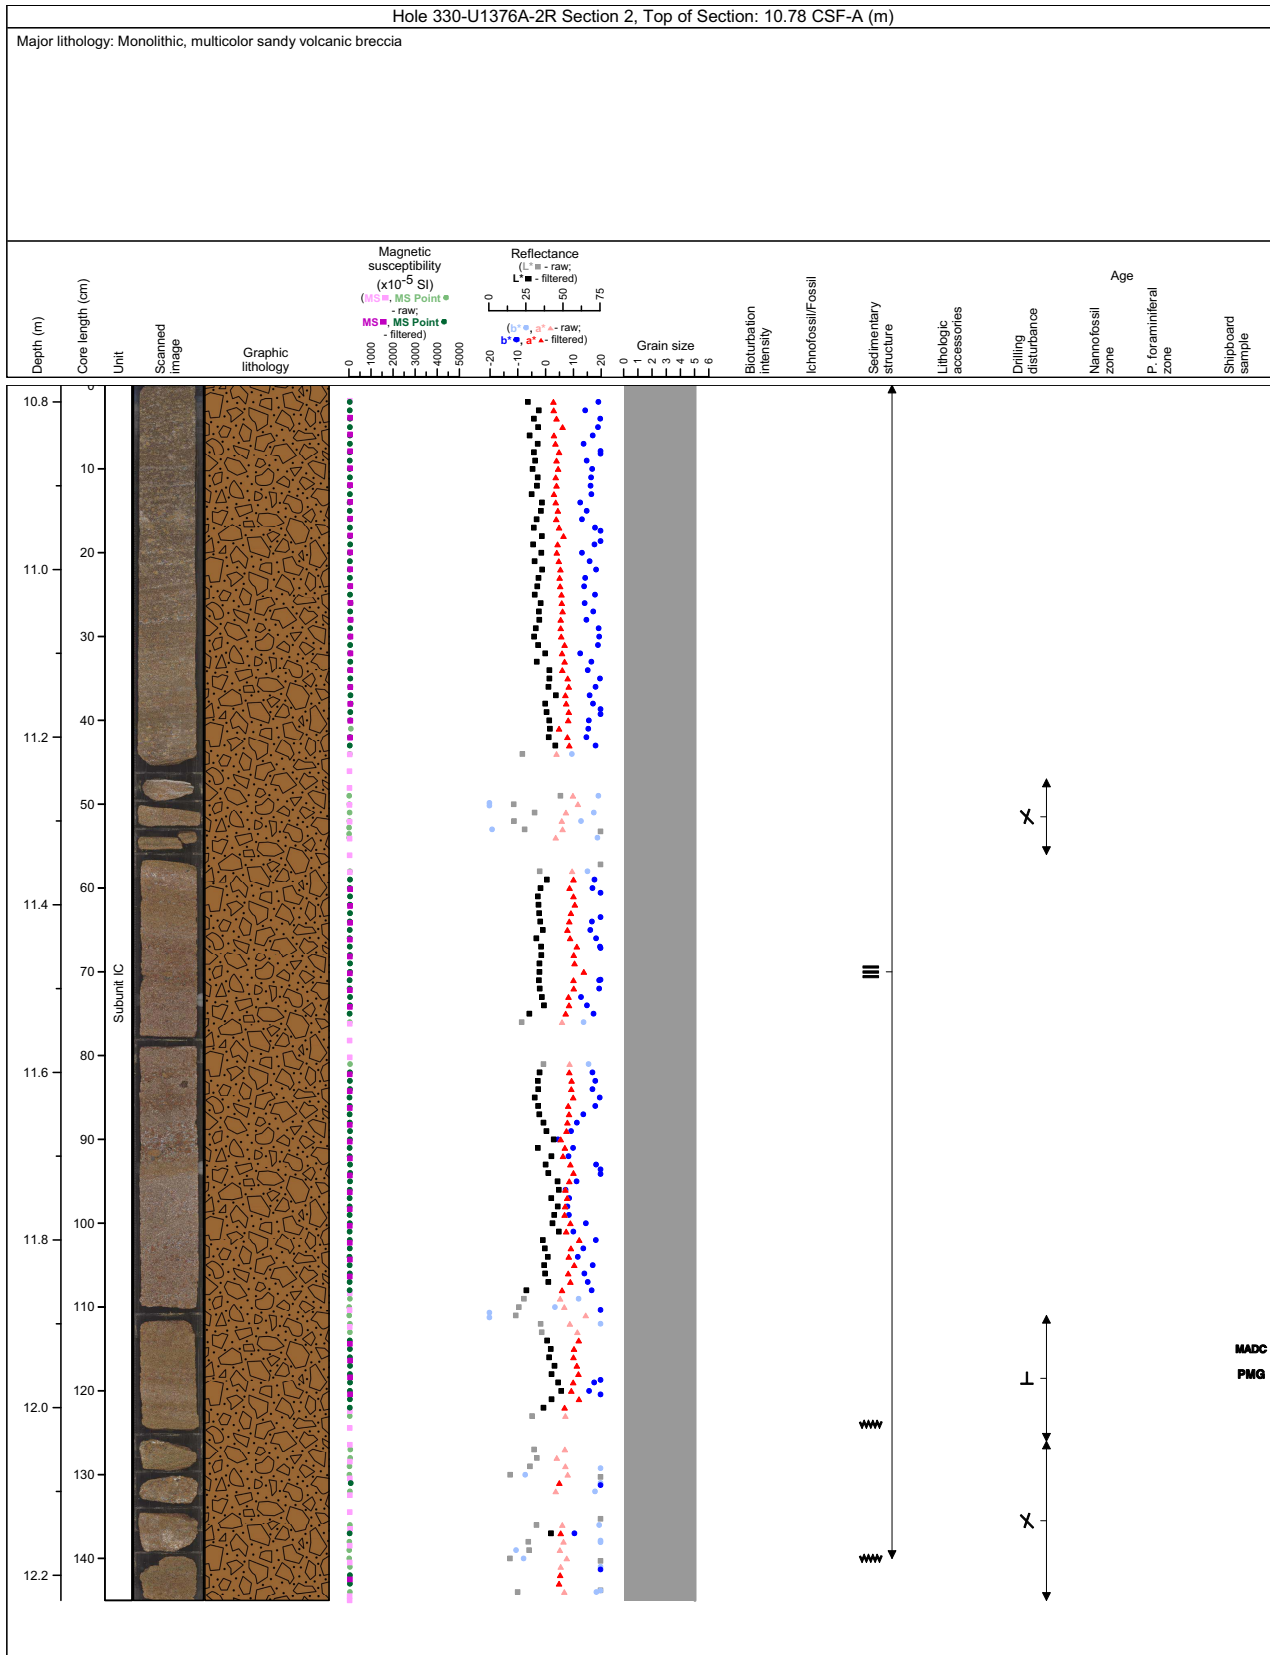 Hole 330-U1376A-2R Section 2, Top of Section: 10.78 CSF-A (m)
Major lithology: Monolithic, multicolor sandy volcanic breccia
Depth (m)
Core length (cm)
Unit
Scanned
image
Graphic
lithology
Magnetic
susceptibility
(x10-5 SI)
(MS, MS Point
- raw;
MS, MS Point
- filtered)
0 1000 2000 3000 4000 5000
Reflectance
(L* - raw;
L* - filtered)
0 25 50 75
(b*, a* - raw;
b*, a* - filtered)
-20 -10 0 10 20
Grain size
0 1 2 3 4 5 6
Bioturbation
intensity
Ichnofossil/Fossil
Sedimentary
structure
Lithologic
accessories
Drilling
disturbance
Age
Nannofossil
zone
P. foraminiferal
zone
Shipboard
sample
0
10.8
10
20
11.0
30
40
11.2
50
60
11.4
70
Subunit IC
80
11.6
90
100
11.8
110
MADC
PMG
120
12.0
130
140
12.2